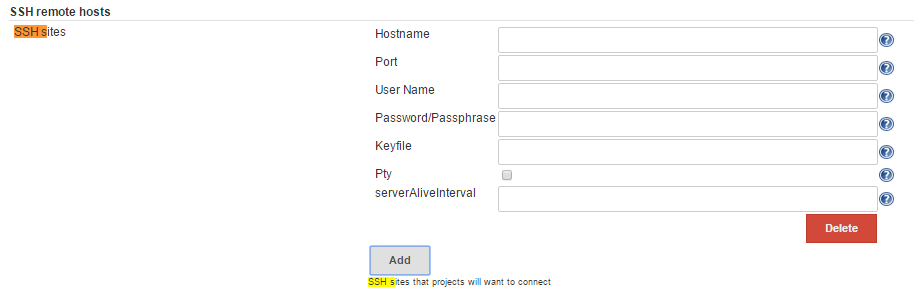 SSH remote hosts
SSH sites
Hostname
Port
User Name
Password/Passphrase
Keyfile
Pty
serverAliveInterval
Delete
Add
SSH sites that projects will want to connect